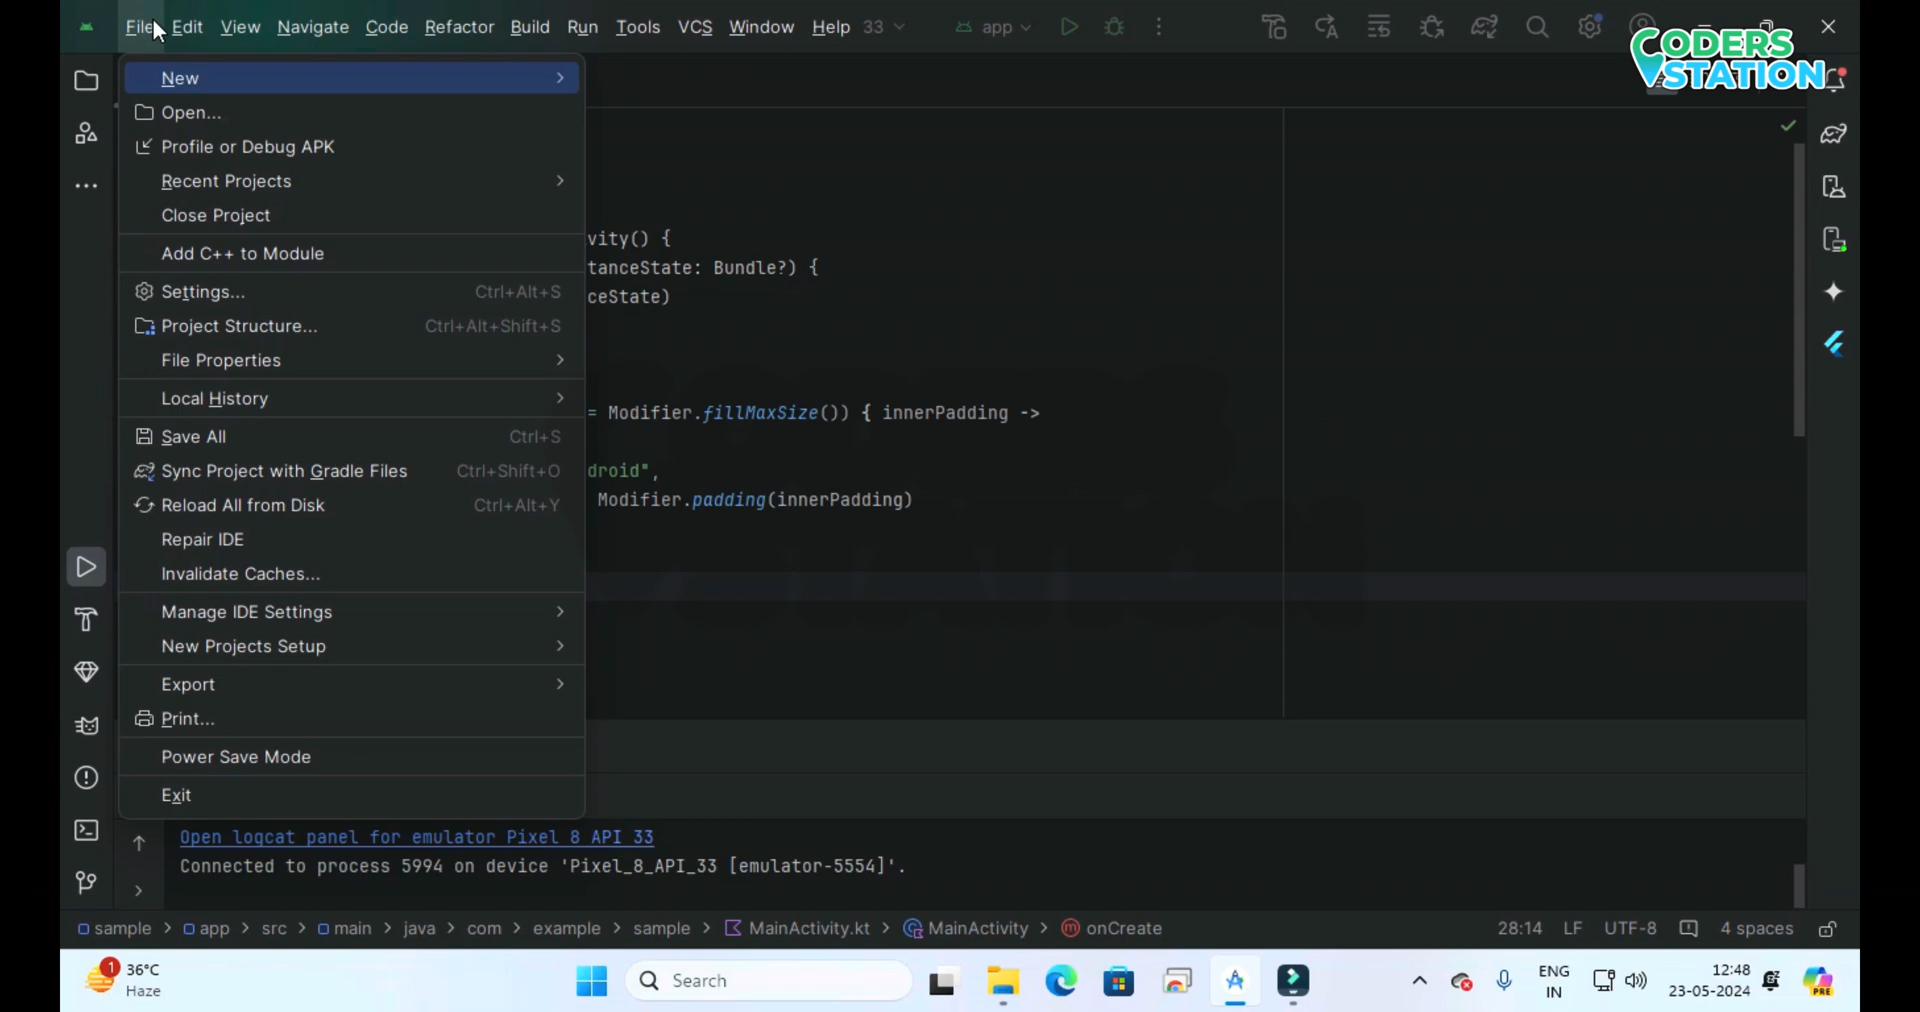 File Edit View Navigate Code Refactor Build Run Tools VCS Window Help 33 app
CODERS
STATION
New
Open...
Profile or Debug APK
Recent Projects
Close Project
Add C++ to Module
Settings... Ctrl+Alt+S
Project Structure... Ctrl+Alt+Shift+S
File Properties
Local History
Save All Ctrl+S
Sync Project with Gradle Files Ctrl+Shift+O
Reload All from Disk Ctrl+Alt+Y
Repair IDE
Invalidate Caches...
Manage IDE Settings
New Projects Setup
Export
Print...
Power Save Mode
Exit
vity() {
tanceState: Bundle?) {
ceState)
= Modifier.fillMaxSize()) { innerPadding ->
droid",
Modifier.padding(innerPadding)
Open logcat panel for emulator Pixel 8 API 33
Connected to process 5994 on device 'Pixel_8_API_33 [emulator-5554]'.
sample > app > src > main > java > com > example > sample > MainActivity.kt > MainActivity > onCreate 28:14 LF UTF-8 4 spaces
1 36°C
Haze
Search
ENG
IN
12:48
23-05-2024
PRE